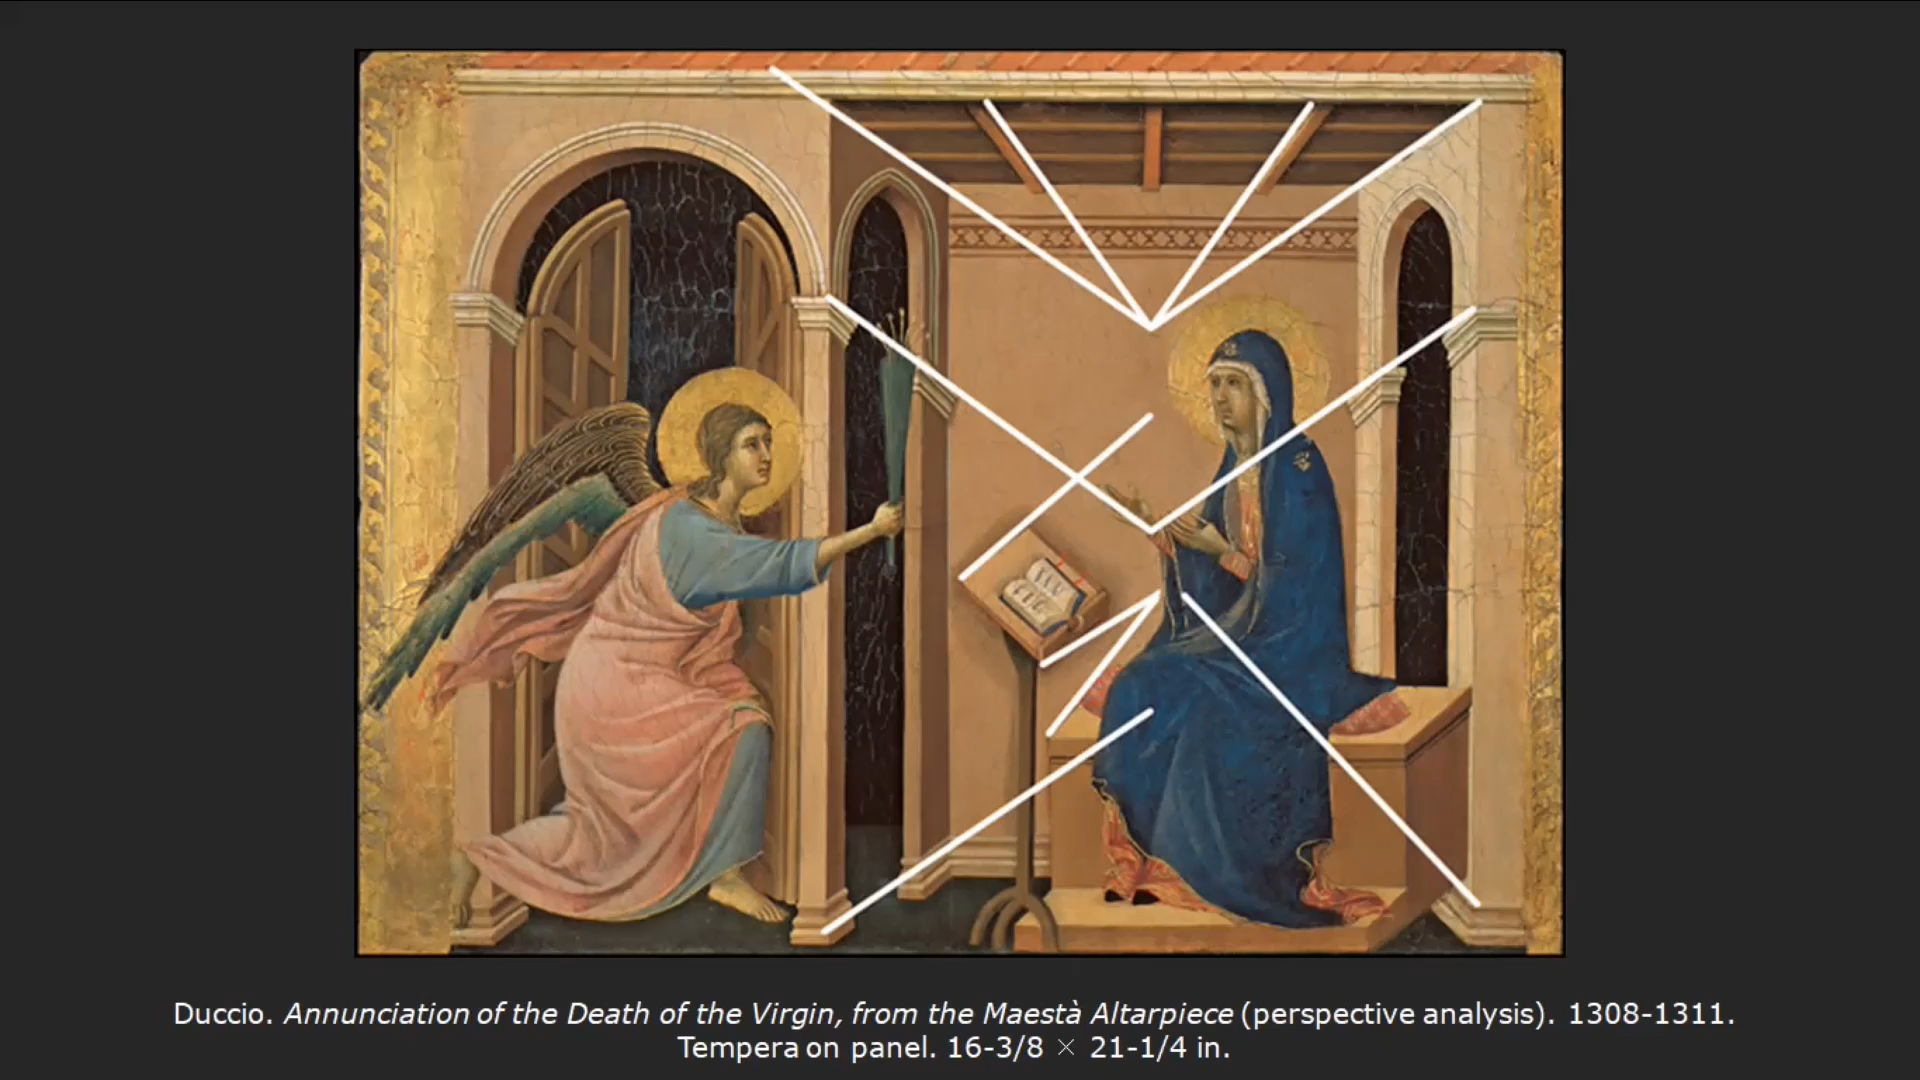 Duccio. Annunciation of the Death of the Virgin, from the Maestà Altarpiece (perspective analysis). 1308-1311.
Tempera on panel. 16-3/8 × 21-1/4 in.